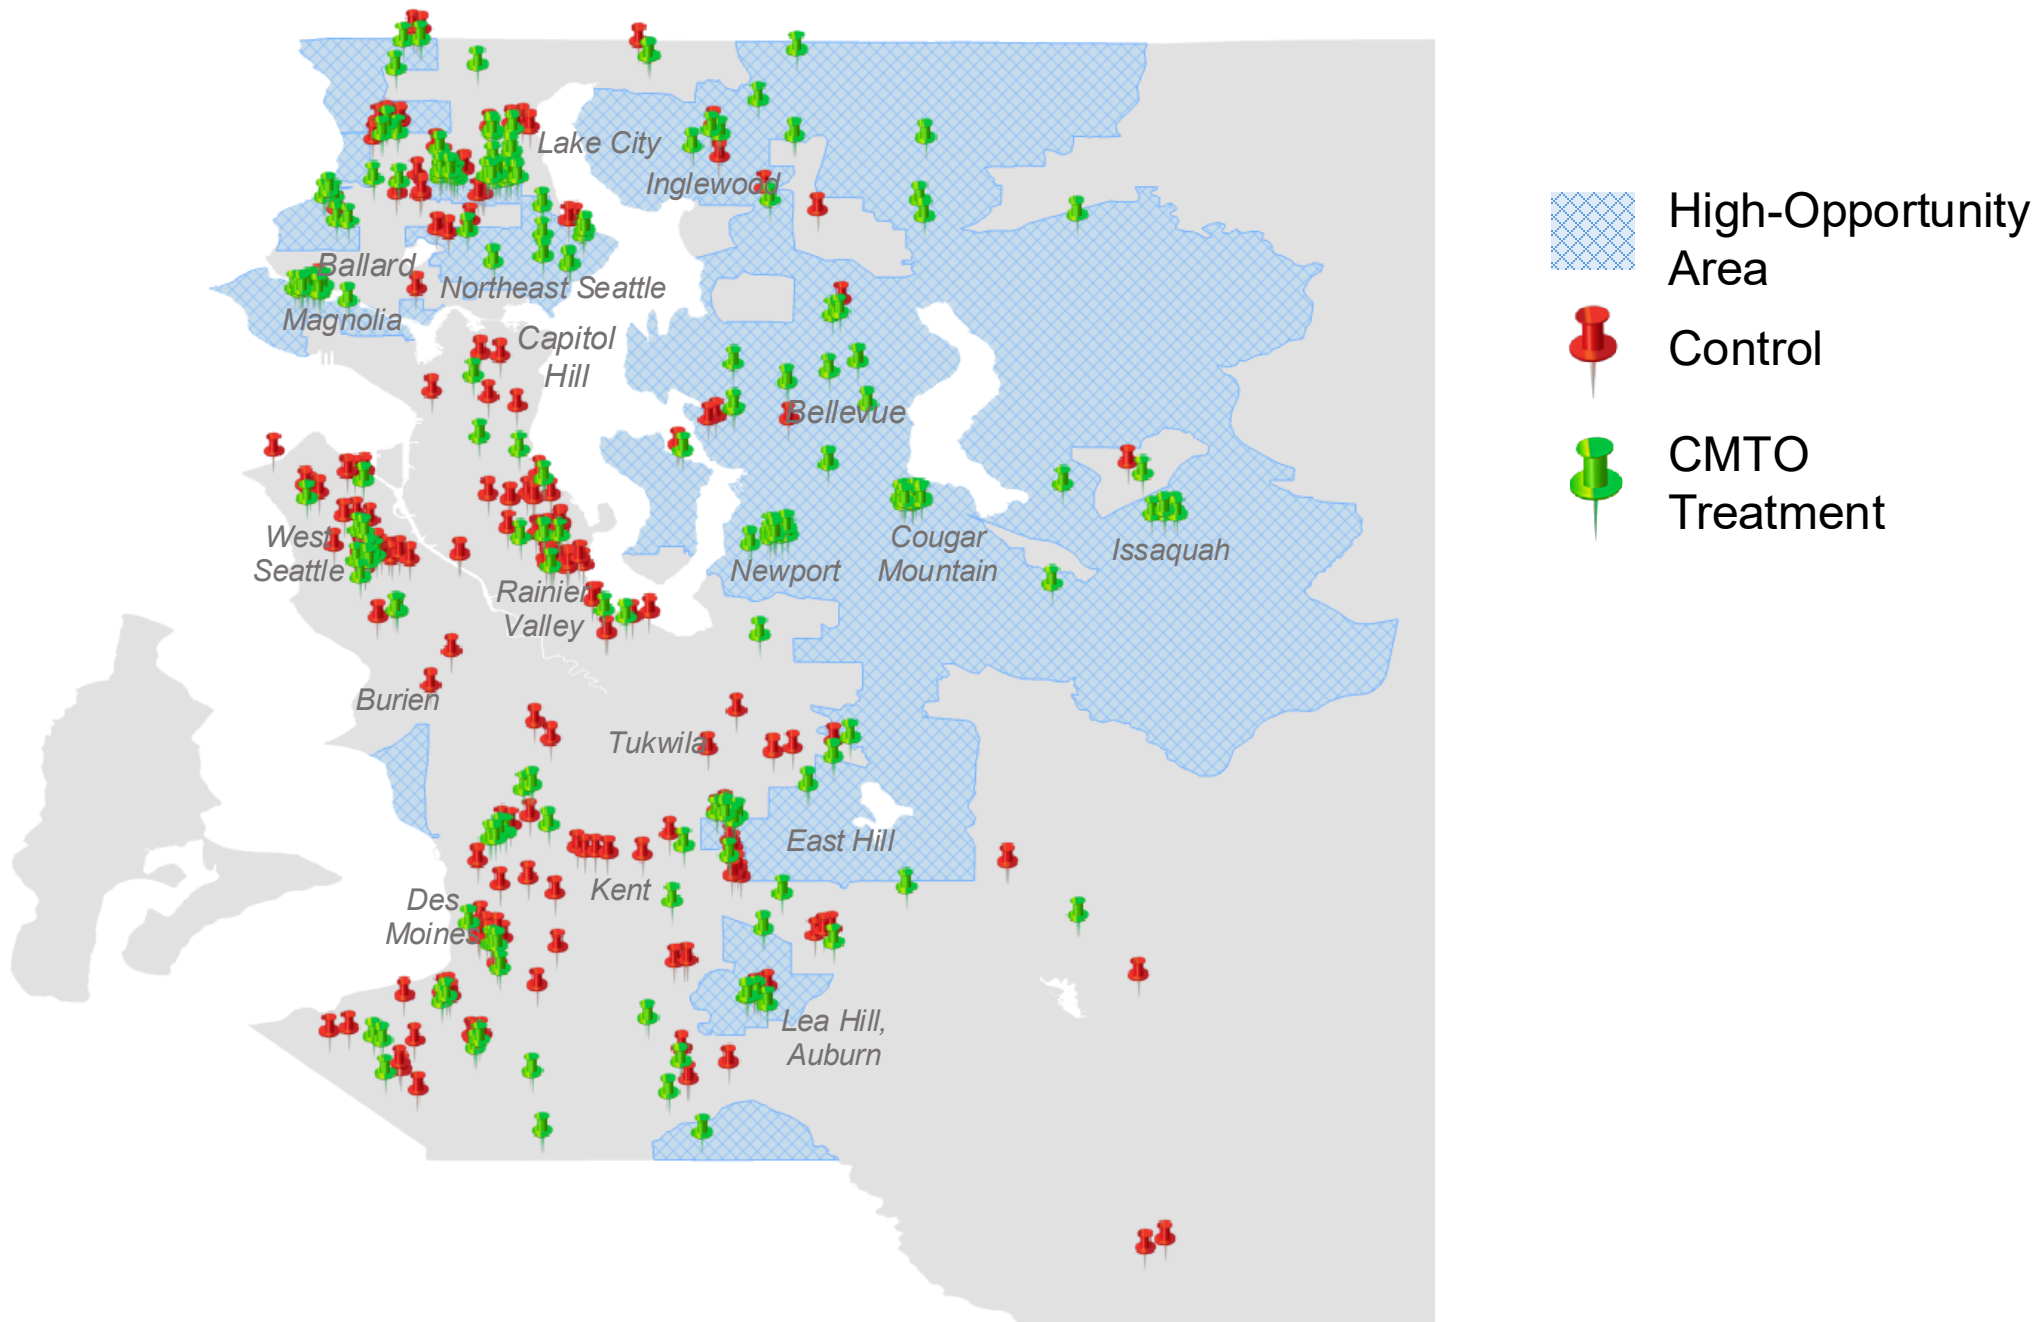 Lake City
Inglewood
Ballard
Northeast Seattle
Magnolia
Capitol
Hill
Bellevue
West
Seattle
Cougar
Mountain
Issaquah
Newport
Rainier
Valley
Burien
Tukwila
East Hill
Kent
Des
Moines
Lea Hill,
Auburn
High-Opportunity
Area
Control
CMTO
Treatment